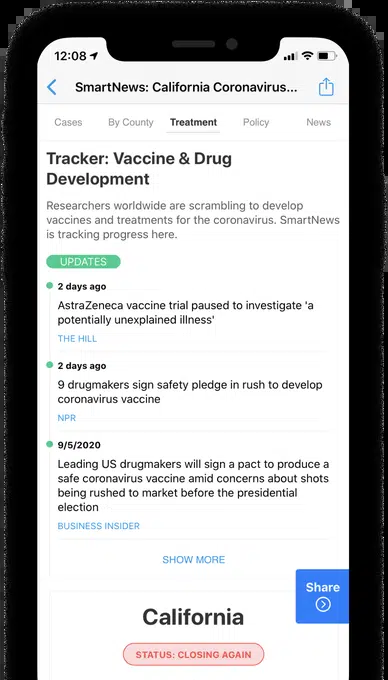 12:08
SmartNews: California Coronavirus...
Cases By County Treatment Policy News
Tracker: Vaccine & Drug
Development
Researchers worldwide are scrambling to develop
vaccines and treatments for the coronavirus. SmartNews
is tracking progress here.
UPDATES
2 days ago
AstraZeneca vaccine trial paused to investigate 'a
potentially unexplained illness'
THE HILL
2 days ago
9 drugmakers sign safety pledge in rush to develop
coronavirus vaccine
NPR
9/5/2020
Leading US drugmakers will sign a pact to produce a
safe coronavirus vaccine amid concerns about shots
being rushed to market before the presidential
election
BUSINESS INSIDER
SHOW MORE
Share
California
STATUS: CLOSING AGAIN